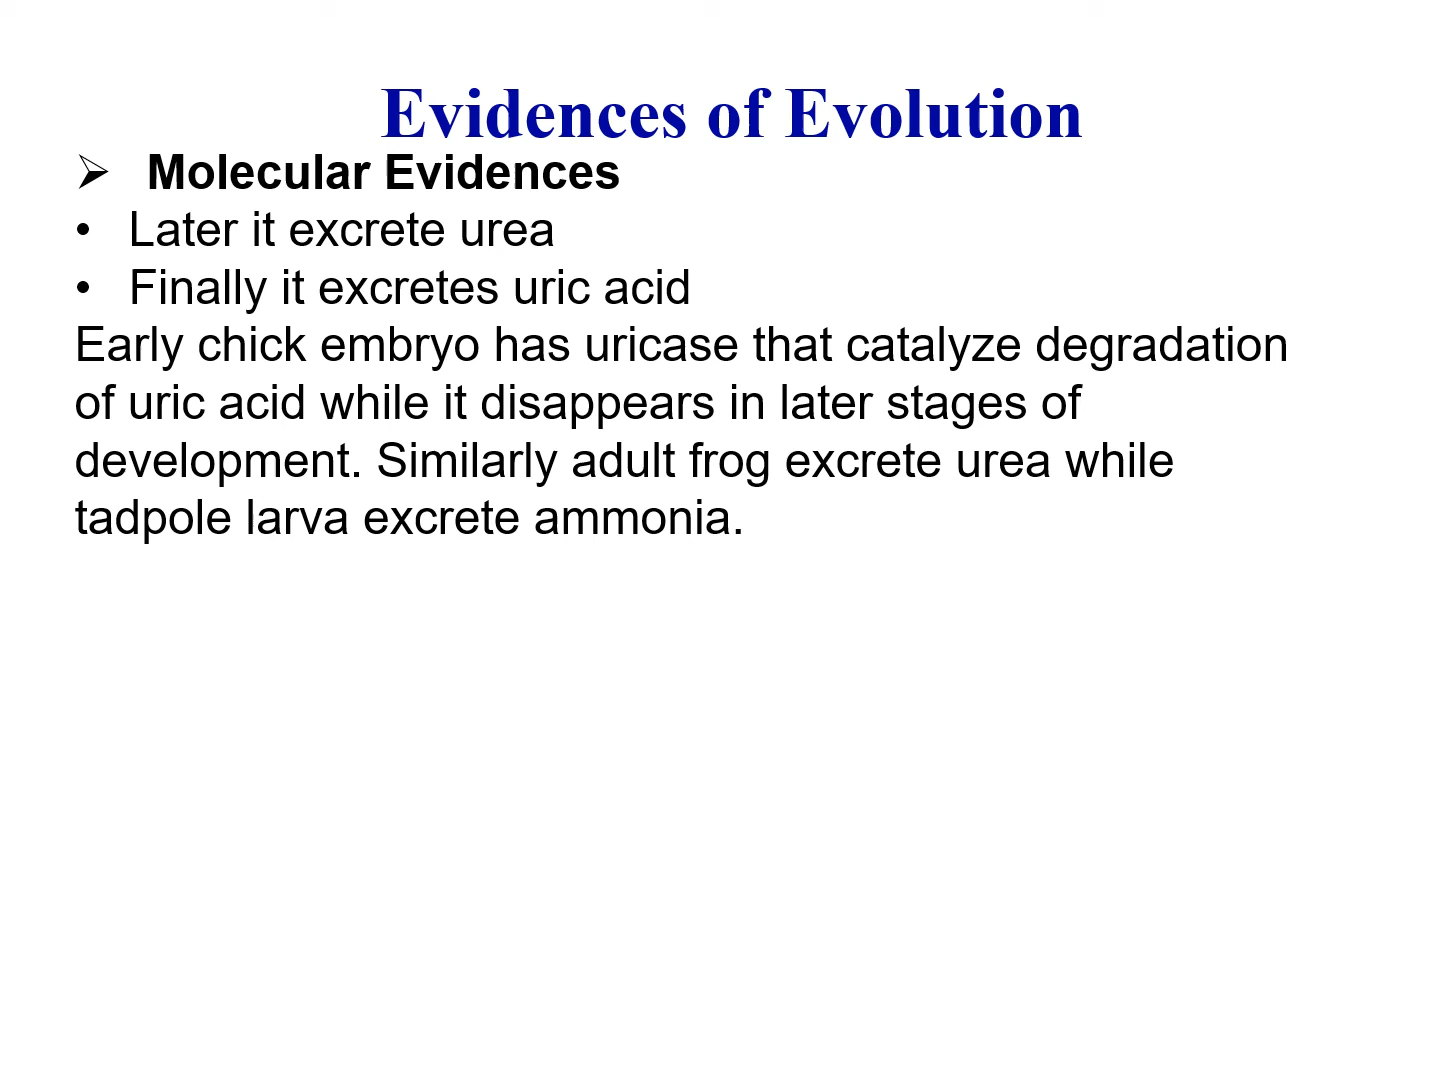 Evidences of Evolution
➢ Molecular Evidences
• Later it excrete urea
• Finally it excretes uric acid
Early chick embryo has uricase that catalyze degradation
of uric acid while it disappears in later stages of
development. Similarly adult frog excrete urea while
tadpole larva excrete ammonia.